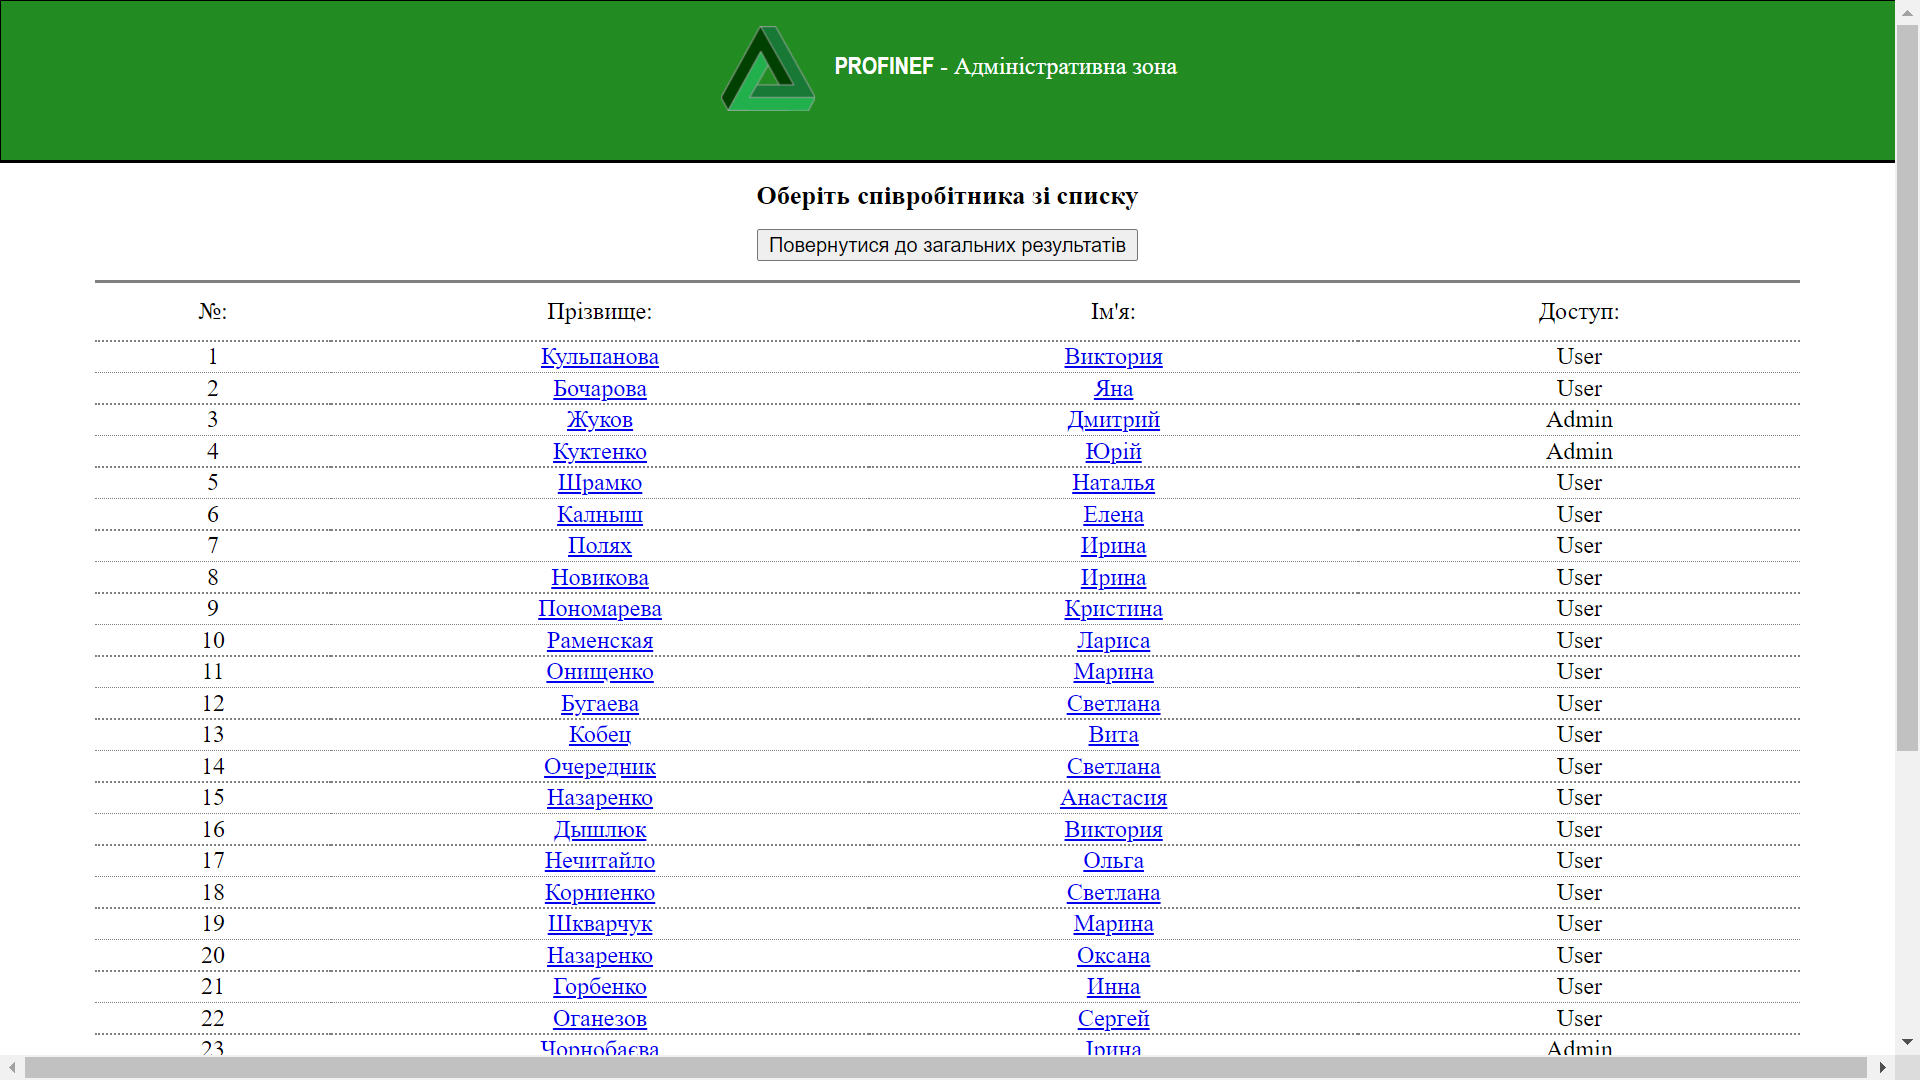 PROFINEF - Адміністративна зона
Оберіть співробітника зі списку
Повернутися до загальних результатів
№: Прізвище: Ім'я: Доступ:
1 Кульпанова Виктория User
2 Бочарова Яна User
3 Жуков Дмитрий Admin
4 Куктенко Юрій Admin
5 Шрамко Наталья User
6 Калныш Елена User
7 Полях Ирина User
8 Новикова Ирина User
9 Пономарева Кристина User
10 Раменская Лариса User
11 Онищенко Марина User
12 Бугаева Светлана User
13 Кобец Вита User
14 Очередник Светлана User
15 Назаренко Анастасия User
16 Дышлюк Виктория User
17 Нечитайло Ольга User
18 Корниенко Светлана User
19 Шкварчук Марина User
20 Назаренко Оксана User
21 Горбенко Инна User
22 Оганезов Сергей User
23 Чорнобаєва Ірина Admin